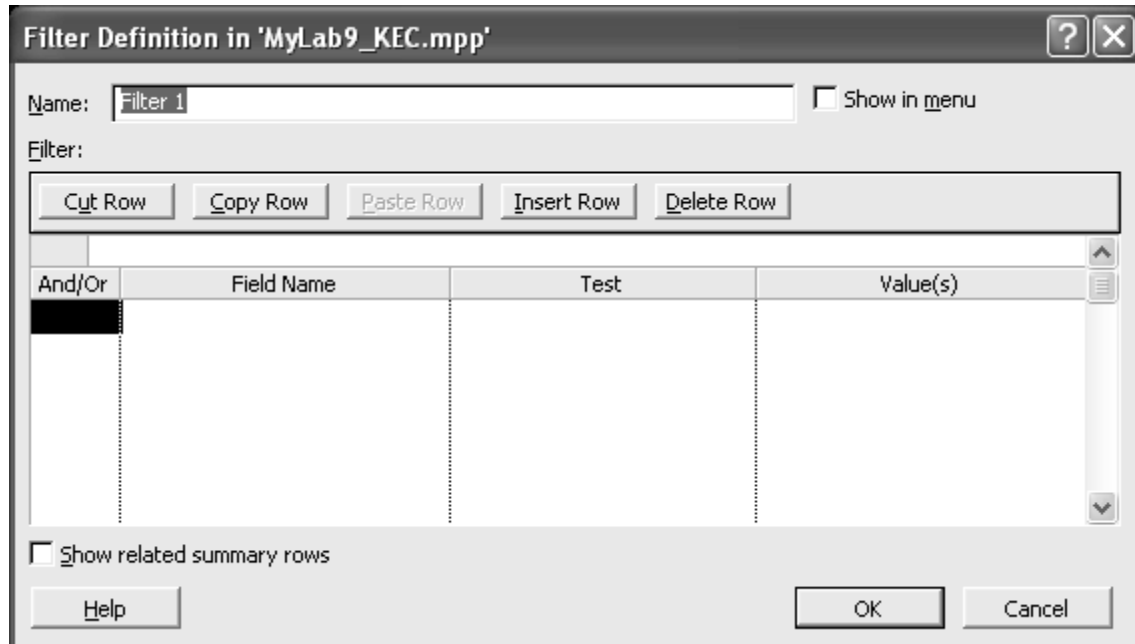 Filter Definition in 'MyLab9_KEC.mpp'
Name: Filter 1 Show in menu
Filter:
Cut Row Copy Row Paste Row Insert Row Delete Row
And/Or Field Name Test Value(s)
Show related summary rows
Help OK Cancel